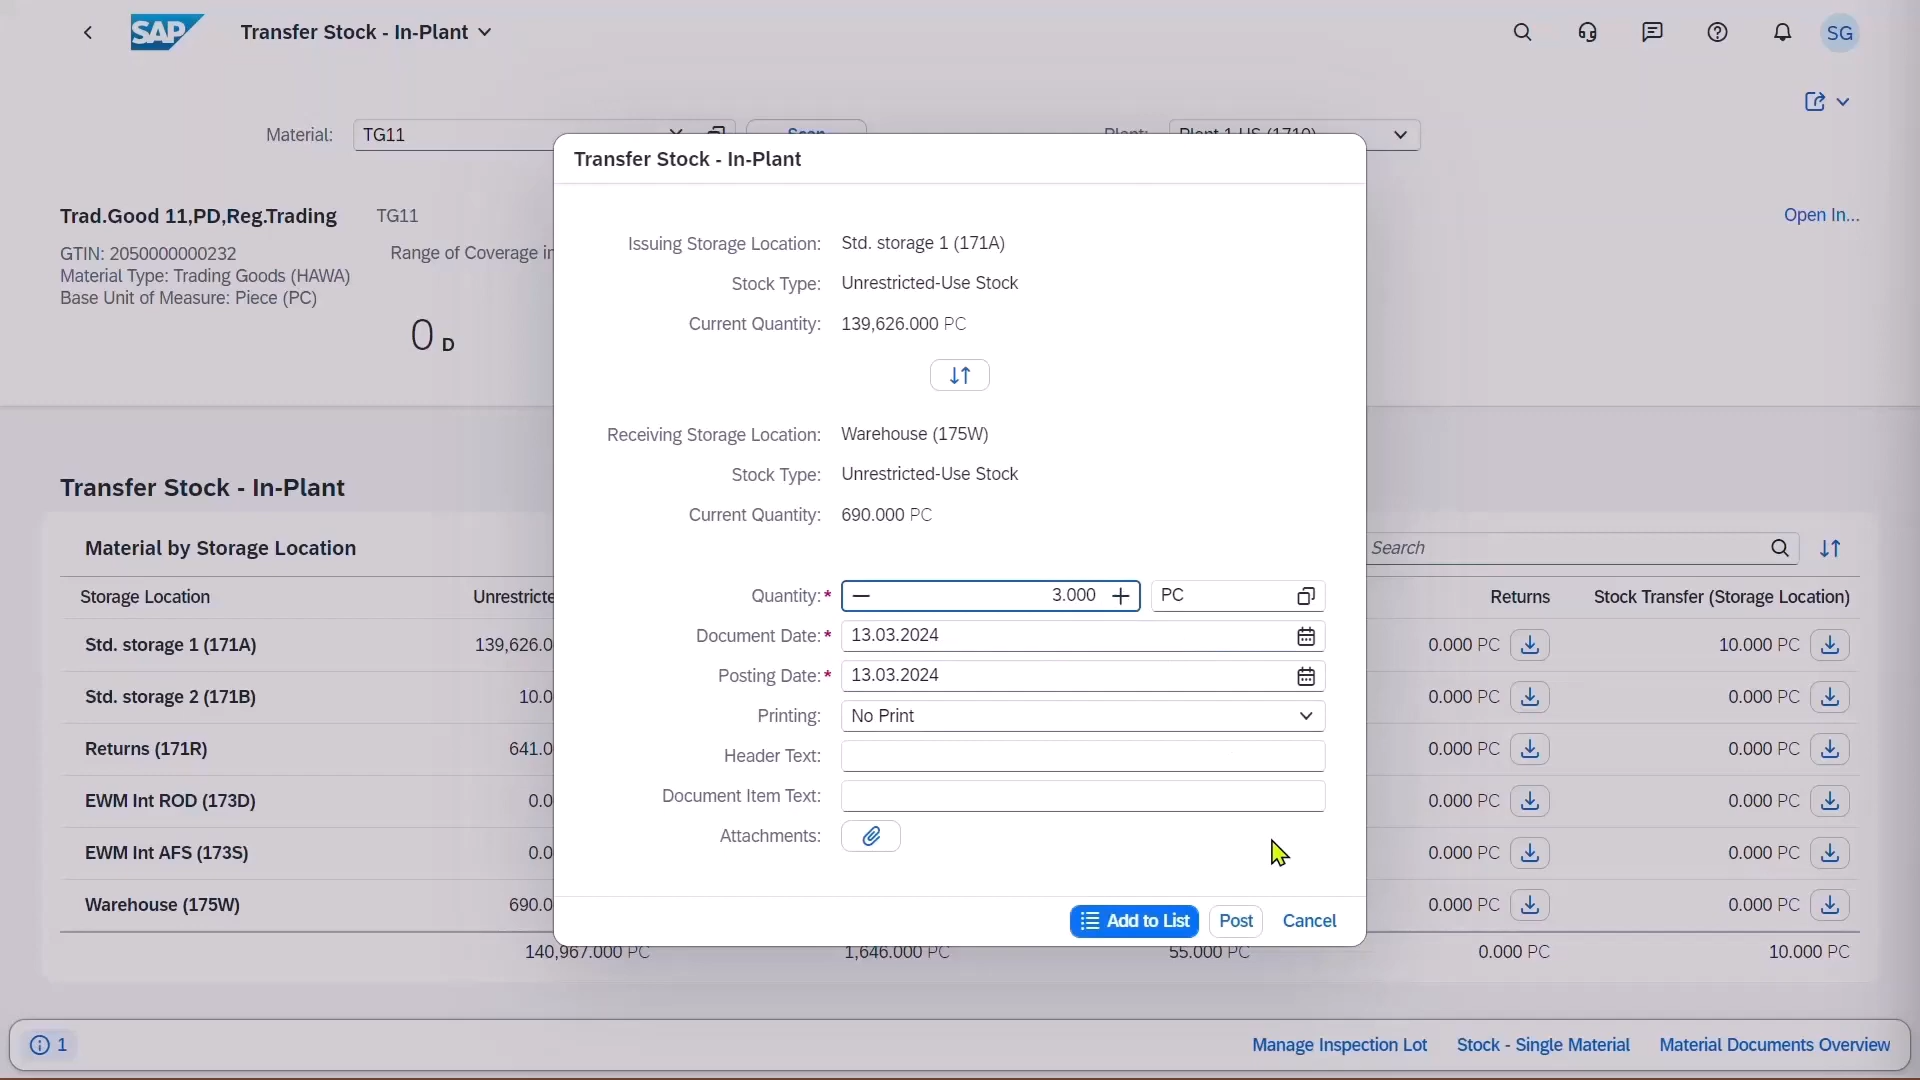 SAP Transfer Stock - In-Plant SG
Material: TG11 Scan Plant: Plant 1 US (1710)
Trad.Good 11,PD,Reg.Trading TG11 Open In...
GTIN: 2050000000232 Range of Coverage in
Material Type: Trading Goods (HAWA)
Base Unit of Measure: Piece (PC)
0 D
Transfer Stock - In-Plant
Issuing Storage Location: Std. storage 1 (171A)
Stock Type: Unrestricted-Use Stock
Current Quantity: 139,626.000 PC
Receiving Storage Location: Warehouse (175W)
Stock Type: Unrestricted-Use Stock
Current Quantity: 690.000 PC
Quantity:* 3.000 PC
Document Date:* 13.03.2024
Posting Date:* 13.03.2024
Printing: No Print
Header Text:
Document Item Text:
Attachments:
Add to List Post Cancel
Transfer Stock - In-Plant
Material by Storage Location Search
Storage Location Unrestricte Returns Stock Transfer (Storage Location)
Std. storage 1 (171A) 139,626.0 0.000 PC 10.000 PC
Std. storage 2 (171B) 10.0 0.000 PC 0.000 PC
Returns (171R) 641.0 0.000 PC 0.000 PC
EWM Int ROD (173D) 0.0 0.000 PC 0.000 PC
EWM Int AFS (173S) 0.0 0.000 PC 0.000 PC
Warehouse (175W) 690.0 0.000 PC 0.000 PC
140,967.000 PC 1,646.000 PC 55.000 PC 0.000 PC 10.000 PC
1 Manage Inspection Lot Stock - Single Material Material Documents Overview